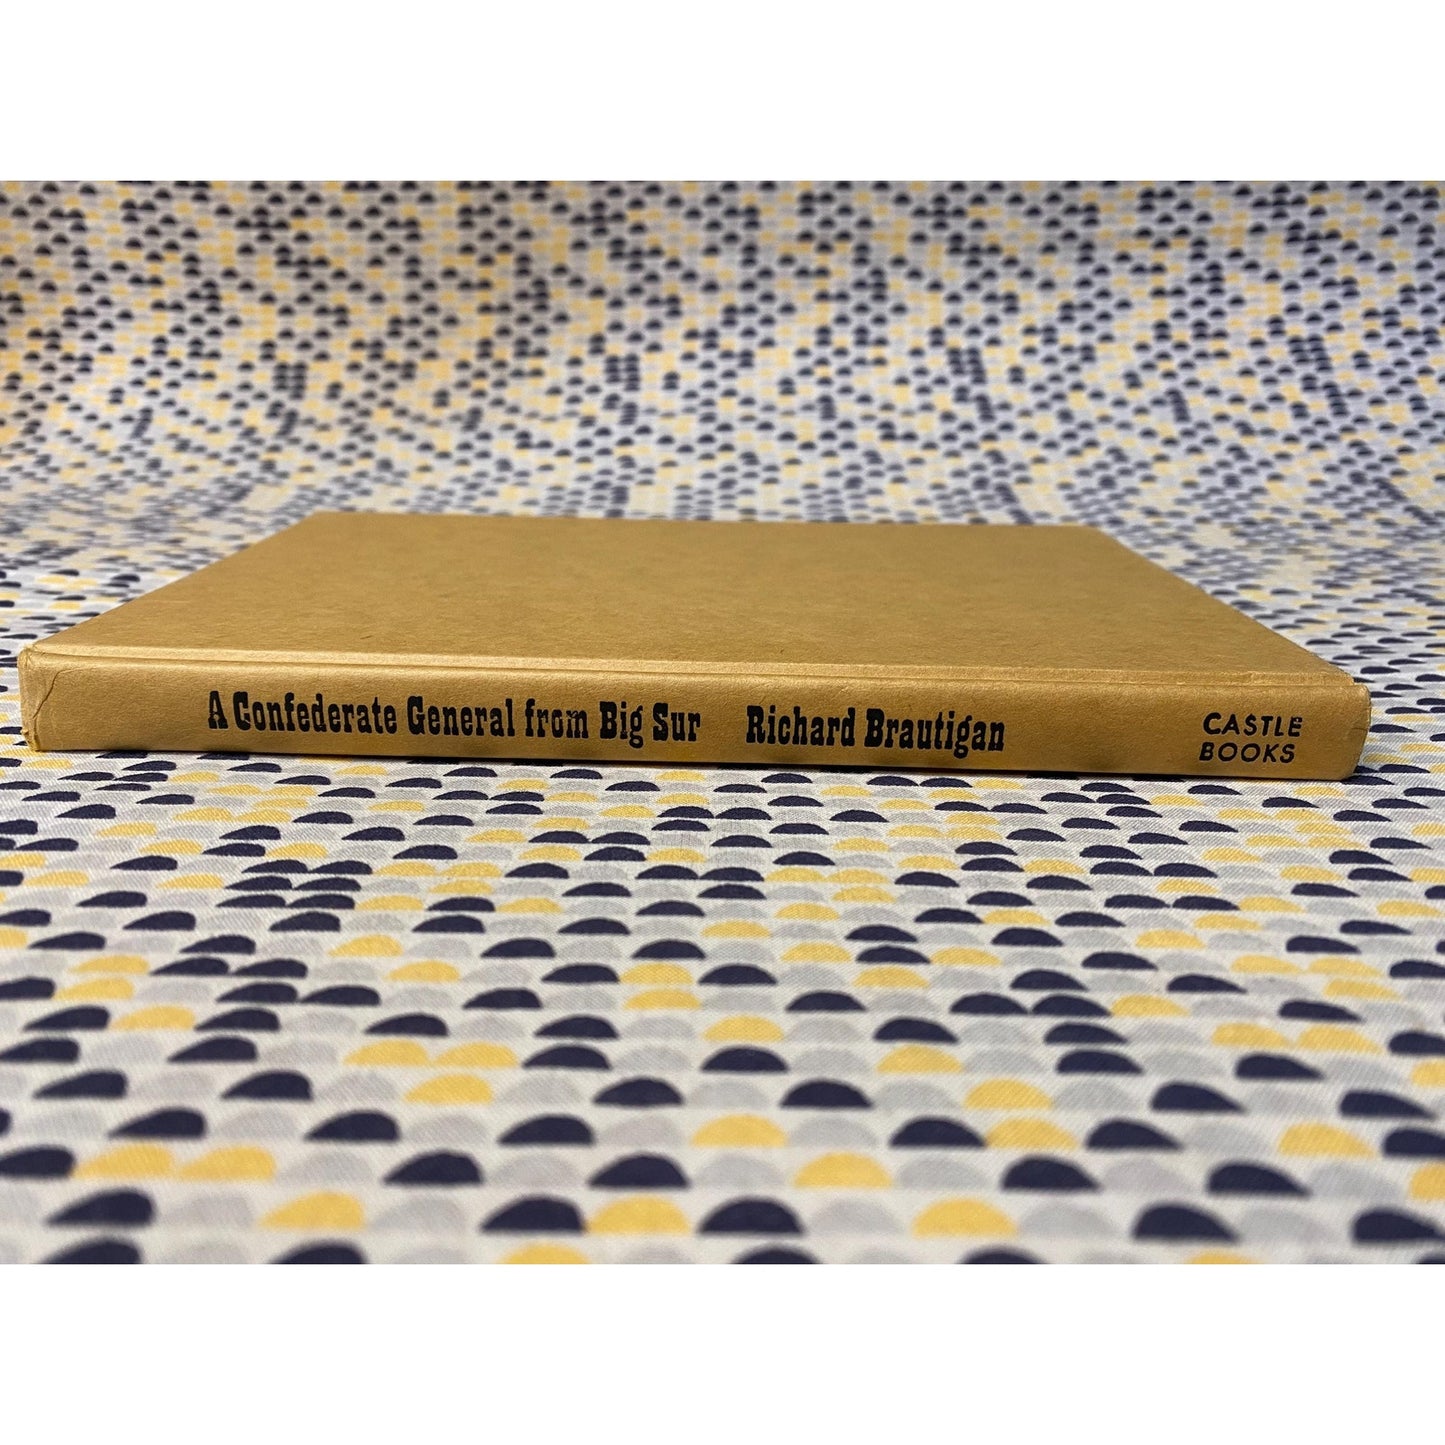 A Confederate General from Big Sur Richard Brautigan
CASTLE
BOOKS